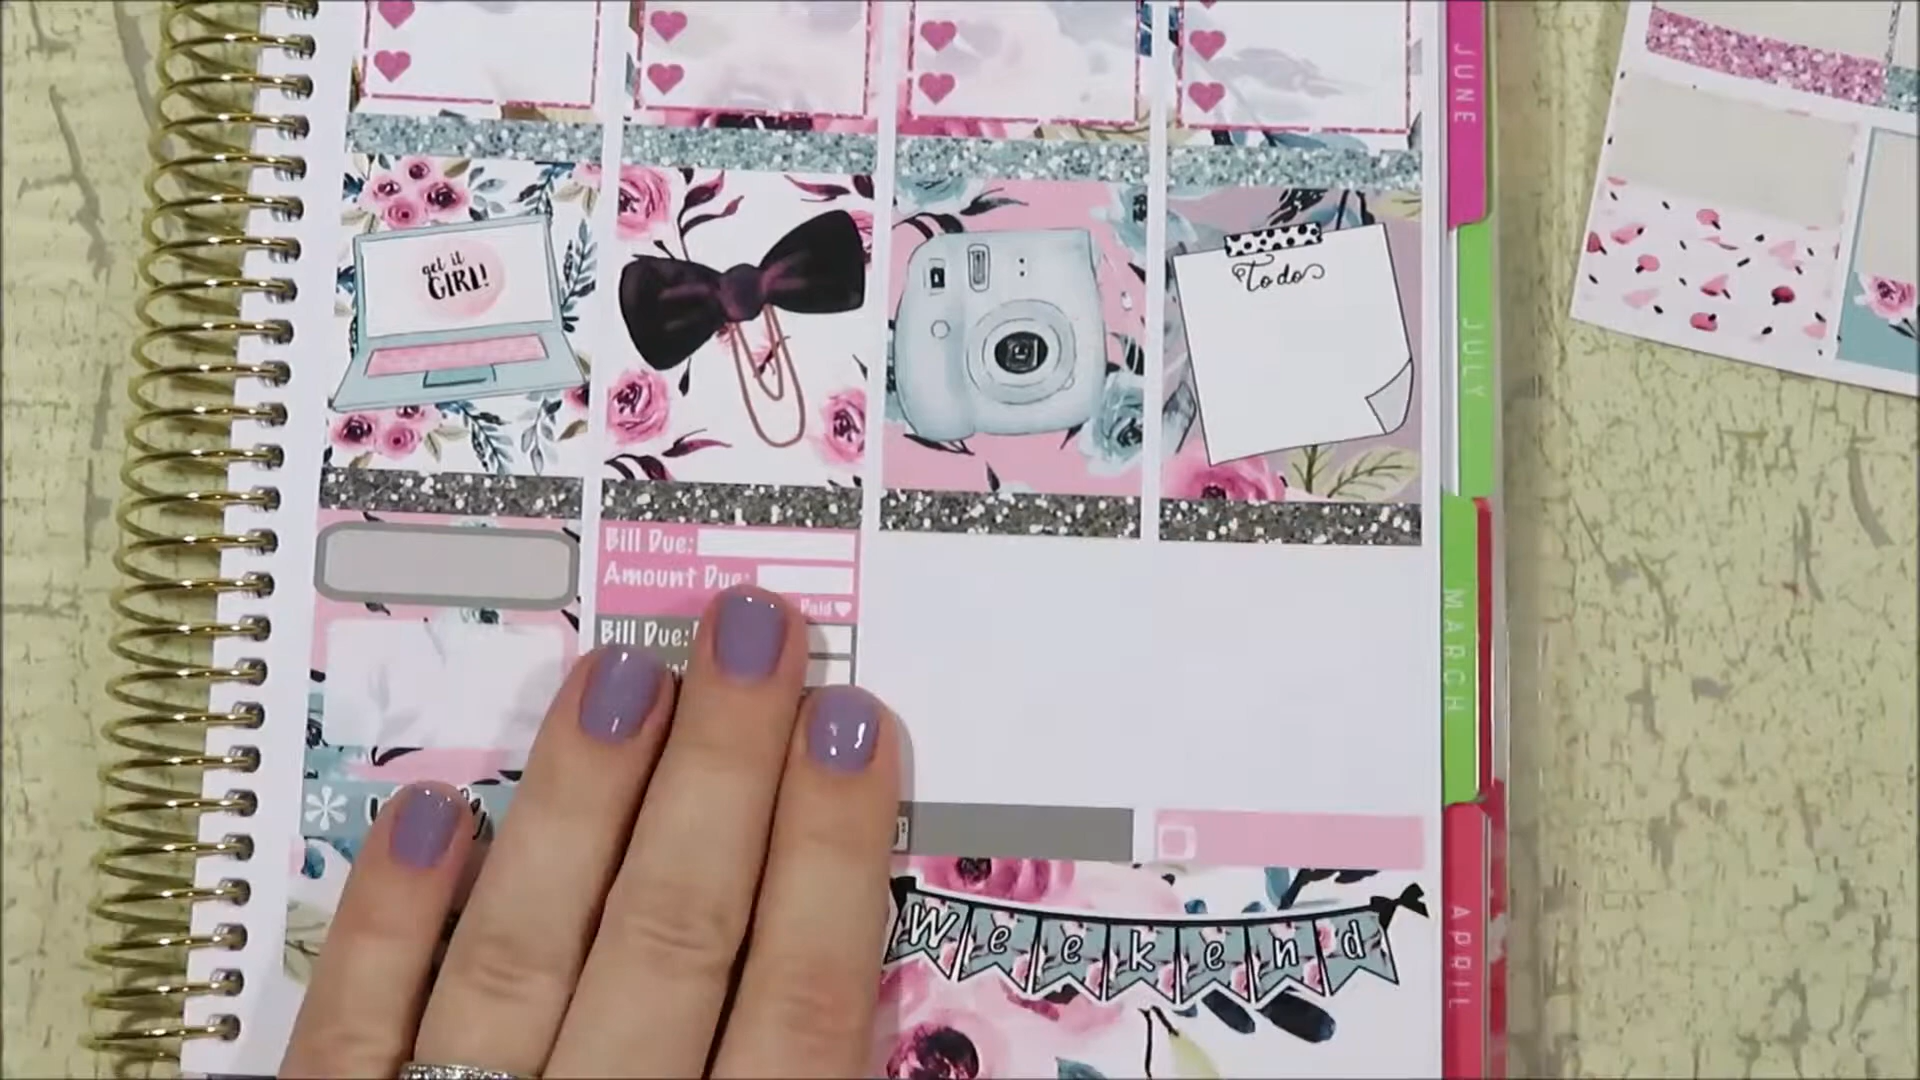 get it
GIRL!
To do
Bill Due:
Amount Due:
Paid
Bill Due:
Weekend
JUNE
JULY
MARCH
APRIL